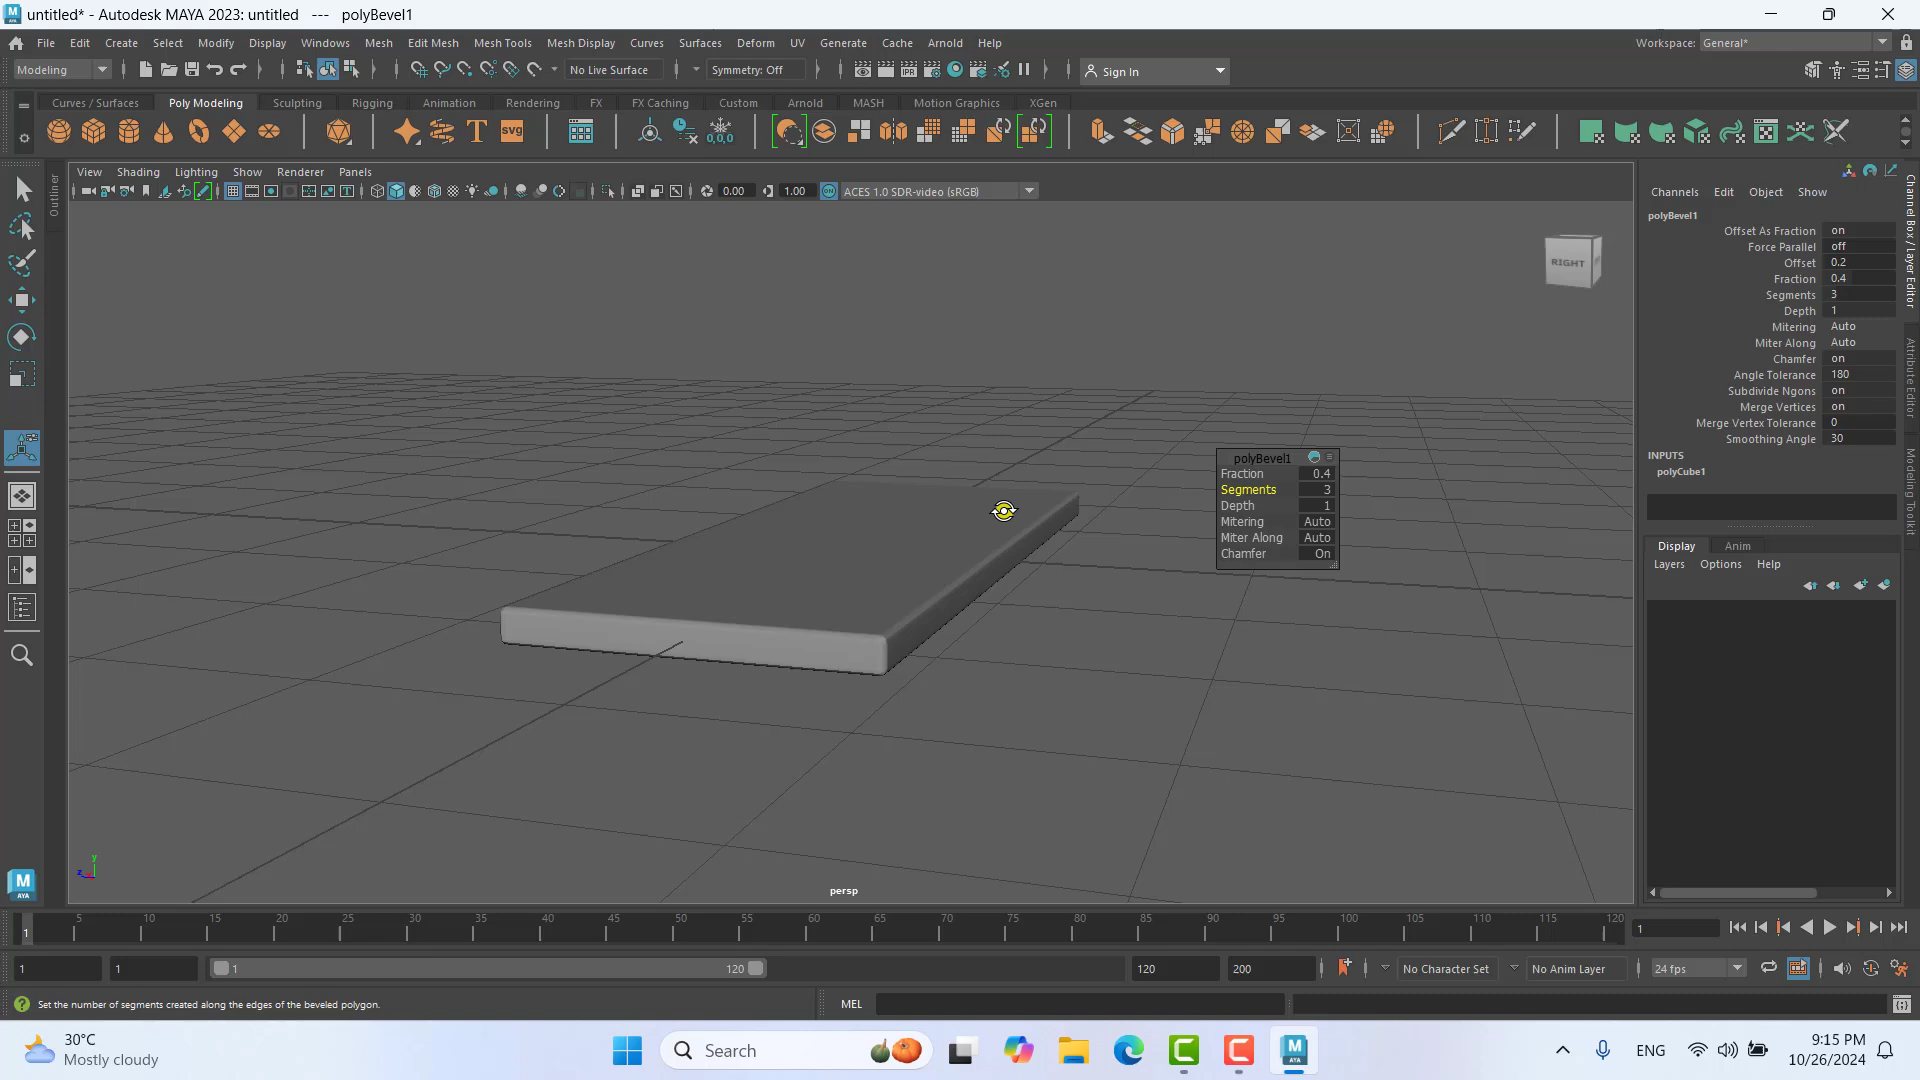 untitled* - Autodesk MAYA 2023: untitled --- polyBevel1
File Edit Create Select Modify Display Windows Mesh Edit Mesh Mesh Tools Mesh Display Curves Surfaces Deform UV Generate Cache Arnold Help Workspace: General*
Modeling No Live Surface Symmetry: Off Sign In
Curves / Surfaces Poly Modeling Sculpting Rigging Animation Rendering FX FX Caching Custom Arnold MASH Motion Graphics XGen
View Shading Lighting Show Renderer Panels
0.00 1.00 ACES 1.0 SDR-video (sRGB)
Outliner
RIGHT
Channels Edit Object Show
polyBevel1
Offset As Fraction on
Force Parallel off
Offset 0.2
Fraction 0.4
Segments 3
Depth 1
Mitering Auto
Miter Along Auto
Chamfer on
Angle Tolerance 180
Subdivide Ngons on
Merge Vertices on
Merge Vertex Tolerance 0
Smoothing Angle 30
INPUTS
polyCube1
Channel Box / Layer Editor
Attribute Editor
Modeling Toolkit
polyBevel1
Fraction 0.4
Segments 3
Depth 1
Mitering Auto
Miter Along Auto
Chamfer On
Display Anim
Layers Options Help
y
z
persp
5 10 15 20 25 30 35 40 45 50 55 60 65 70 75 80 85 90 95 100 105 110 115 120
1 1
1 1 1 120 120 200 No Character Set No Anim Layer 24 fps
Set the number of segments created along the edges of the beveled polygon. MEL
30°C
Mostly cloudy
Search
ENG
9:15 PM
10/26/2024